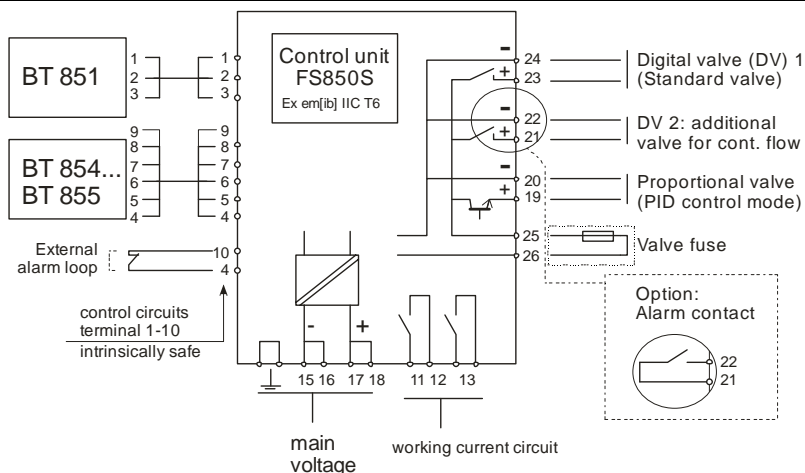 BT 851
1
2
3
1
2
3
Control unit
FS850S
Ex em[ib] IIC T6
-
24
+
23
Digital valve (DV) 1
(Standard valve)
-
22
+
21
DV 2: additional
valve for cont. flow
-
20
+
19
Proportional valve
(PID control mode)
25
26
Valve fuse
BT 854...
BT 855
9
8
7
6
5
4
9
8
7
6
5
4
External
alarm loop
10
4
control circuits
terminal 1-10
intrinsically safe
- +
15 16 17 18 11 12 13
main
voltage
working current circuit
Option:
Alarm contact
22
21